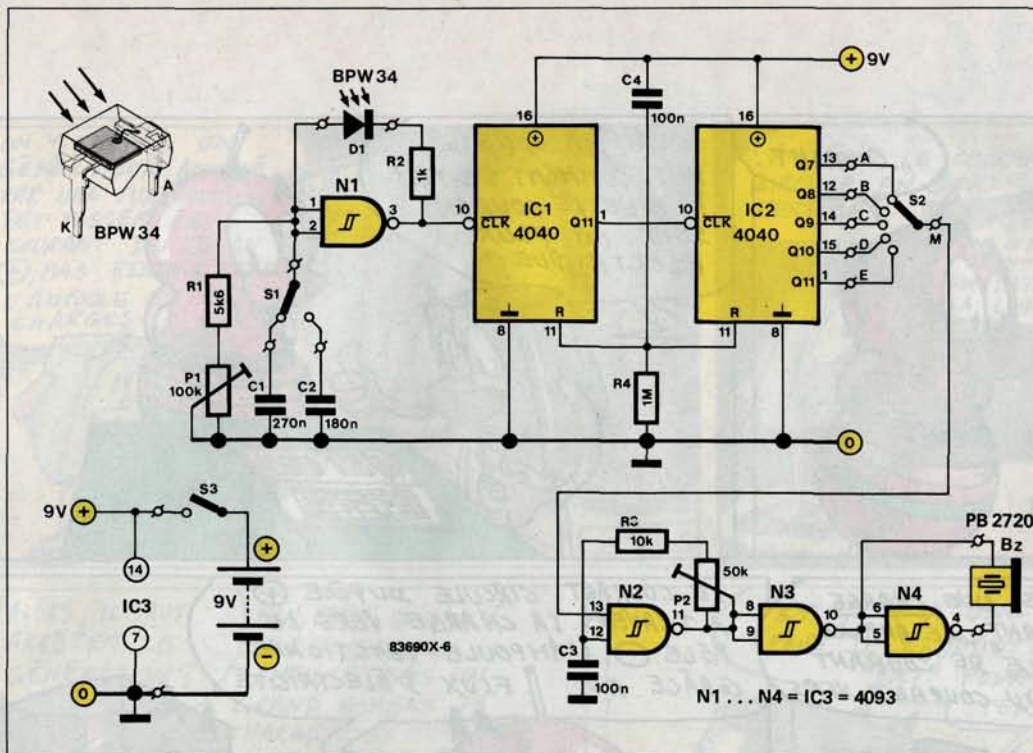 BPW 34
D1
R2
1k
N1
1
2
3
K
A
BPW 34
R1
5k6
P1
100k
S1
C1
270n
C2
180n
16
10
CLK
IC1
4040
Q11
1
R
8
11
C4
100n
9V
16
10
CLK
IC2
4040
Q7
13
A
Q8
12
B
Q9
14
C
Q10
15
D
Q11
1
E
S2
M
R
11
8
R4
1M
0
9V
S3
14
IC3
7
9V
0
83690X-6
R3
10k
50k
P2
N2
13
12
11
C3
100n
8
9
N3
10
6
5
N4
4
PB 2720
Bz
N1 . . . N4 = IC3 = 4093